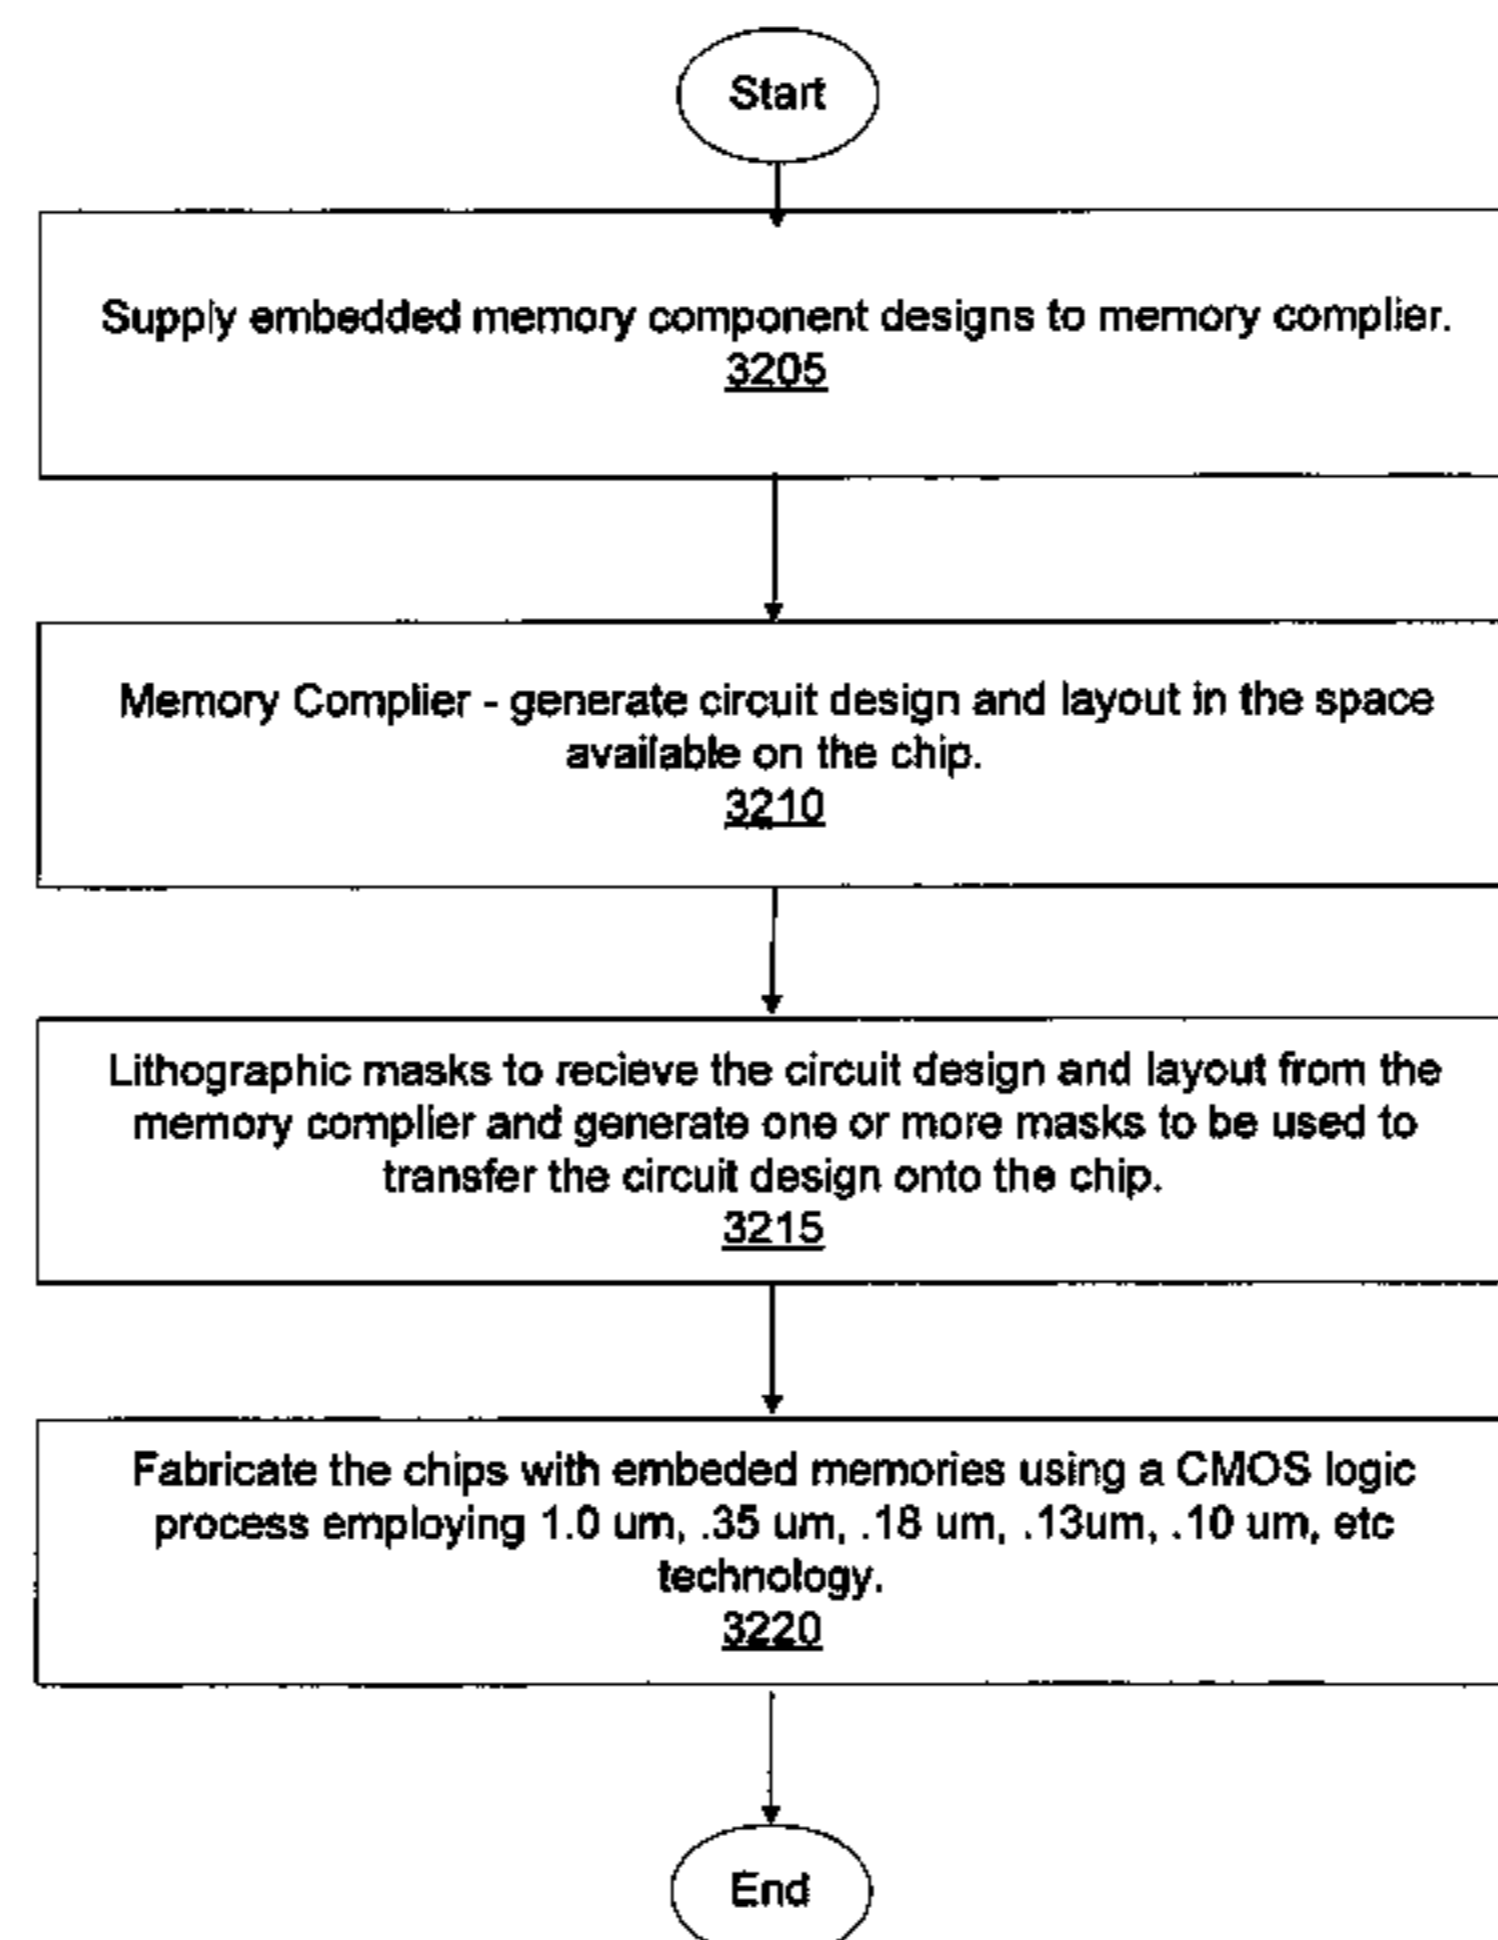 Start
Supply embedded memory component designs to memory complier.
3205
Memory Complier - generate circuit design and layout in the space
available on the chip.
3210
Lithographic masks to recieve the circuit design and layout from the
memory complier and generate one or more masks to be used to
transfer the circuit design onto the chip.
3215
Fabricate the chips with embeded memories using a CMOS logic
process employing 1.0 um, .35 um, .18 um, .13um, .10 um, etc
technology.
3220
End